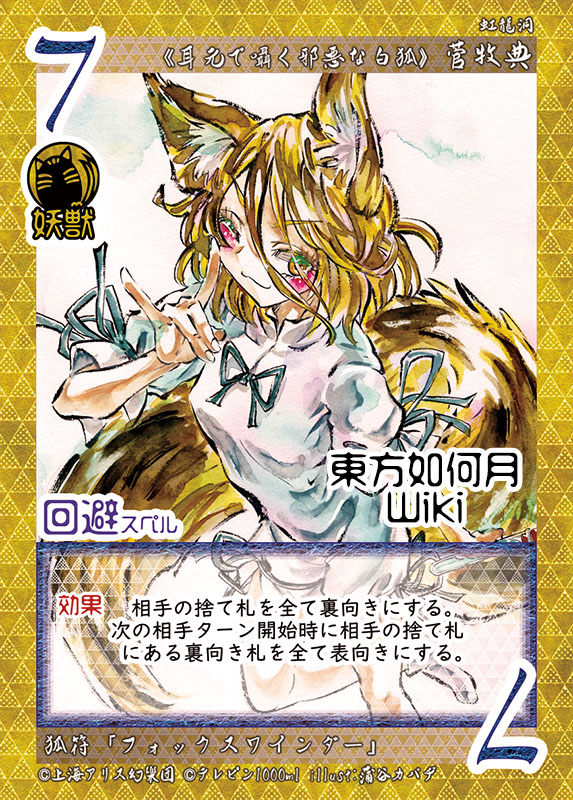 虹龍洞
7
《耳元で囁く邪悪な白狐》 菅牧典
妖獣
東方如何月
Wiki
回避スペル
効果
相手の捨て札を全て裏向きにする。
次の相手ターン開始時に相手の捨て札
にある裏向き札を全て表向きにする。
狐符「フォックスワインダー」
7
©上海アリス幻樂団 ©テレビン1000ml illust:蒲谷カバヂ